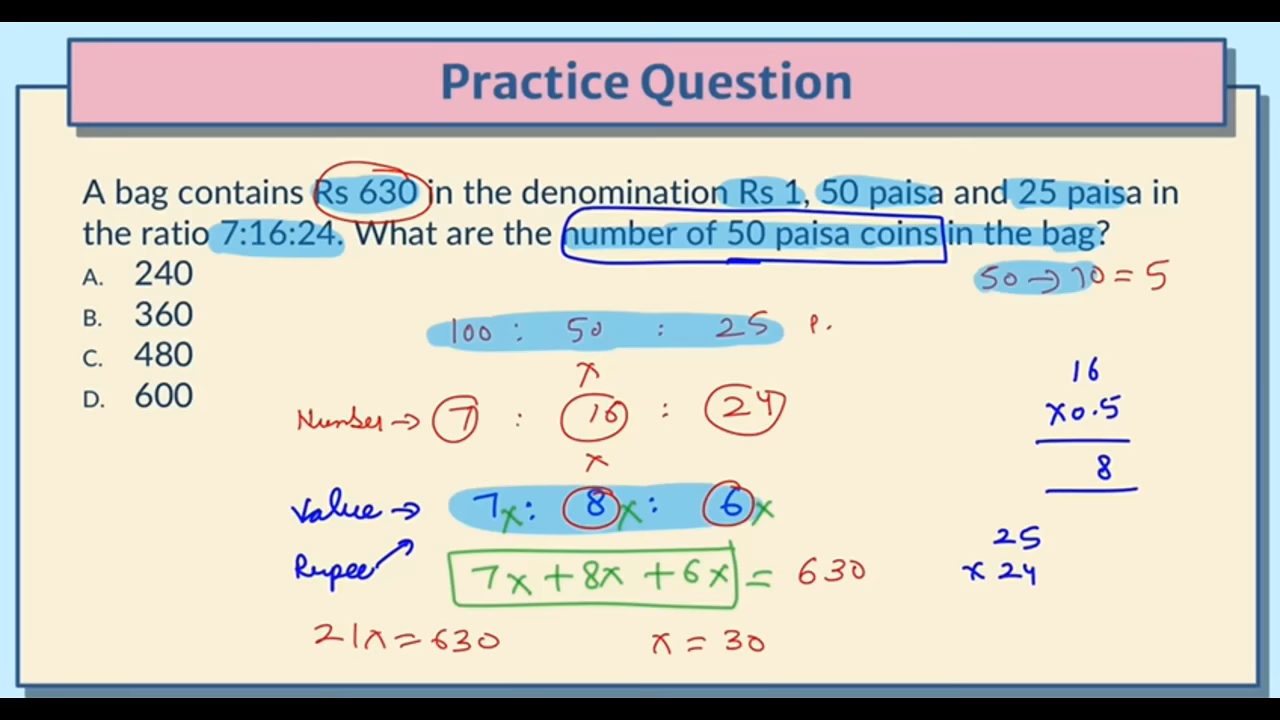 Practice Question
A bag contains Rs 630 in the denomination Rs 1, 50 paisa and 25 paisa in
the ratio 7:16:24. What are the number of 50 paisa coins in the bag?
A. 240
B. 360
C. 480
D. 600
50 → 10 = 5
100 : 50 : 25 P.
x
Number → 7 : 16 : 24
x
Value → 7x : 8x : 6x
Rupee
7x + 8x + 6x = 630
21x = 630 x = 30
16
x 0.5
8
25
x 24